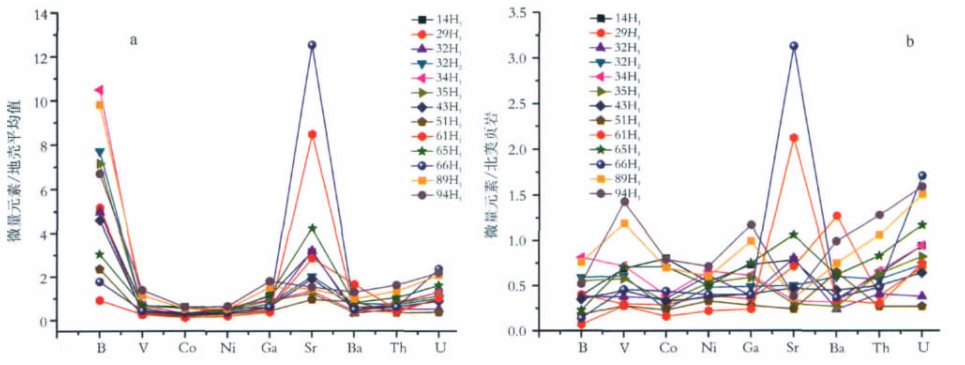 微量元素/地壳平均值
14
12
10
8
6
4
2
0
a
B V Co Ni Ga Sr Ba Th U
14H₁
29H₁
32H₁
32H₂
34H₁
35H₁
43H₁
51H₁
61H₁
65H₁
66H₁
89H₁
94H₁
微量元素/北美页岩
3.5
3.0
2.5
2.0
1.5
1.0
0.5
0.0
b
B V Co Ni Ga Sr Ba Th U
14H₁
29H₁
32H₁
32H₂
34H₁
35H₁
43H₁
51H₁
61H₁
65H₁
66H₁
89H₁
94H₁